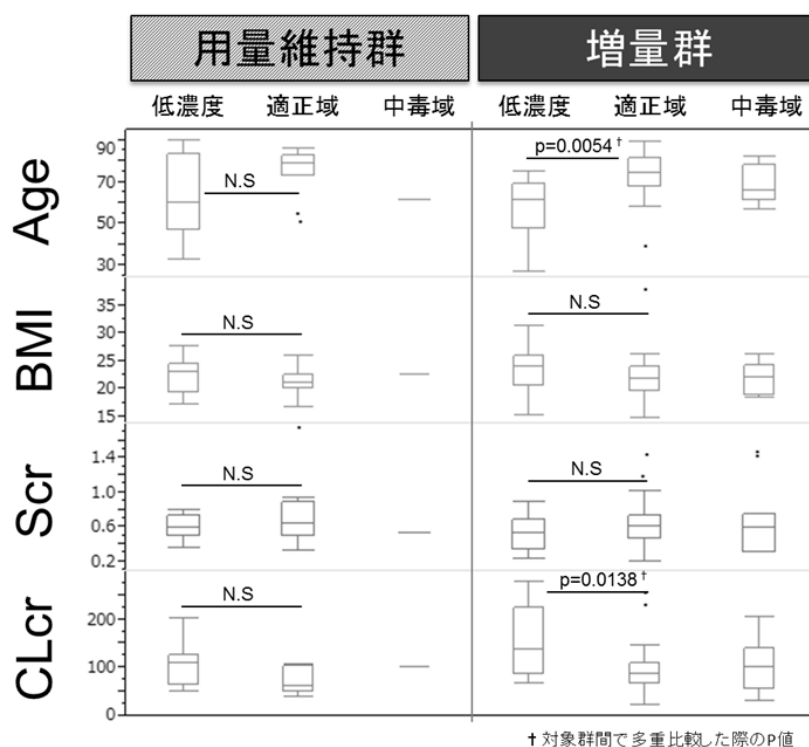 用量維持群 増量群
低濃度 適正域 中毒域 低濃度 適正域 中毒域
Age
90
70
50
30
N.S
p=0.0054†
BMI
35
30
25
20
15
N.S
N.S
Scr
1.4
1.0
0.6
0.2
N.S
N.S
CLcr
200
100
0
N.S
p=0.0138†
† 対象群間で多重比較した際のP値